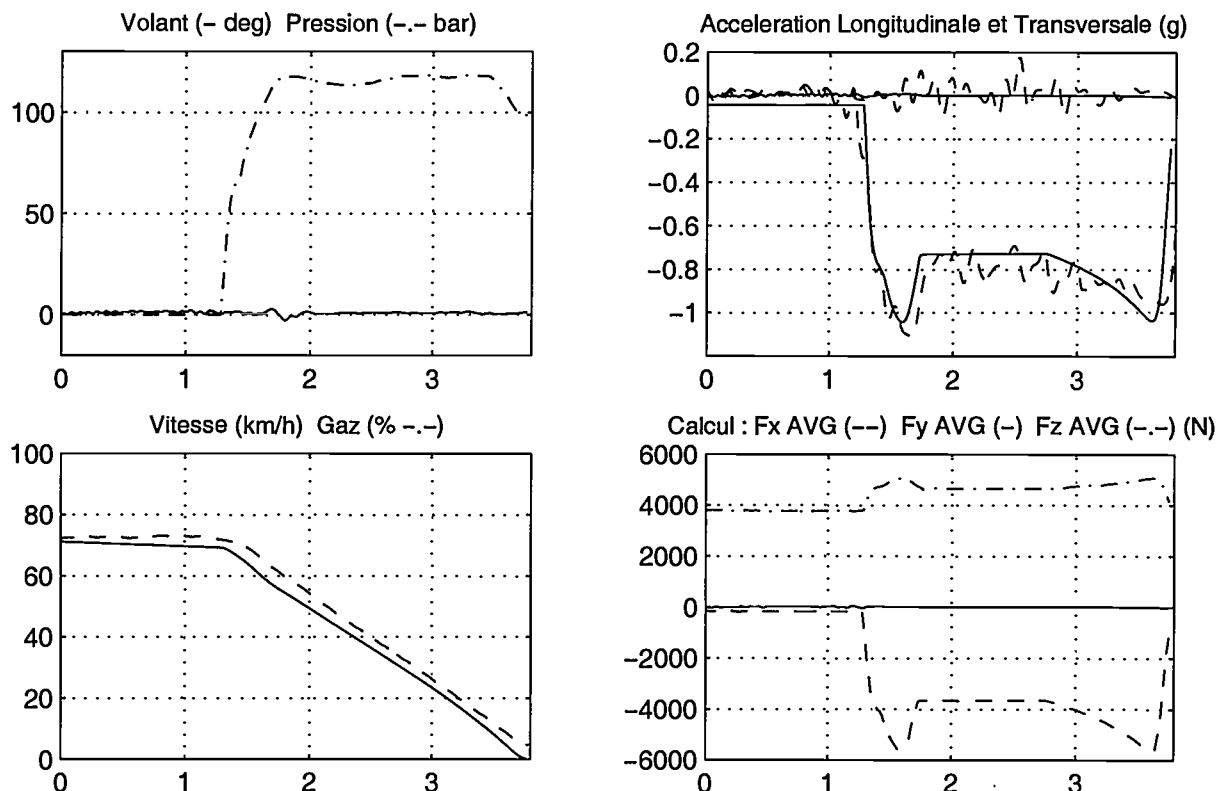 Volant (– deg) Pression (–.– bar)
100
50
0
0 1 2 3
Acceleration Longitudinale et Transversale (g)
0.2
0
–0.2
–0.4
–0.6
–0.8
–1
0 1 2 3
Vitesse (km/h) Gaz (% –.–)
100
80
60
40
20
0
0 1 2 3
Calcul : Fx AVG (––) Fy AVG (–) Fz AVG (–.–) (N)
6000
4000
2000
0
–2000
–4000
–6000
0 1 2 3